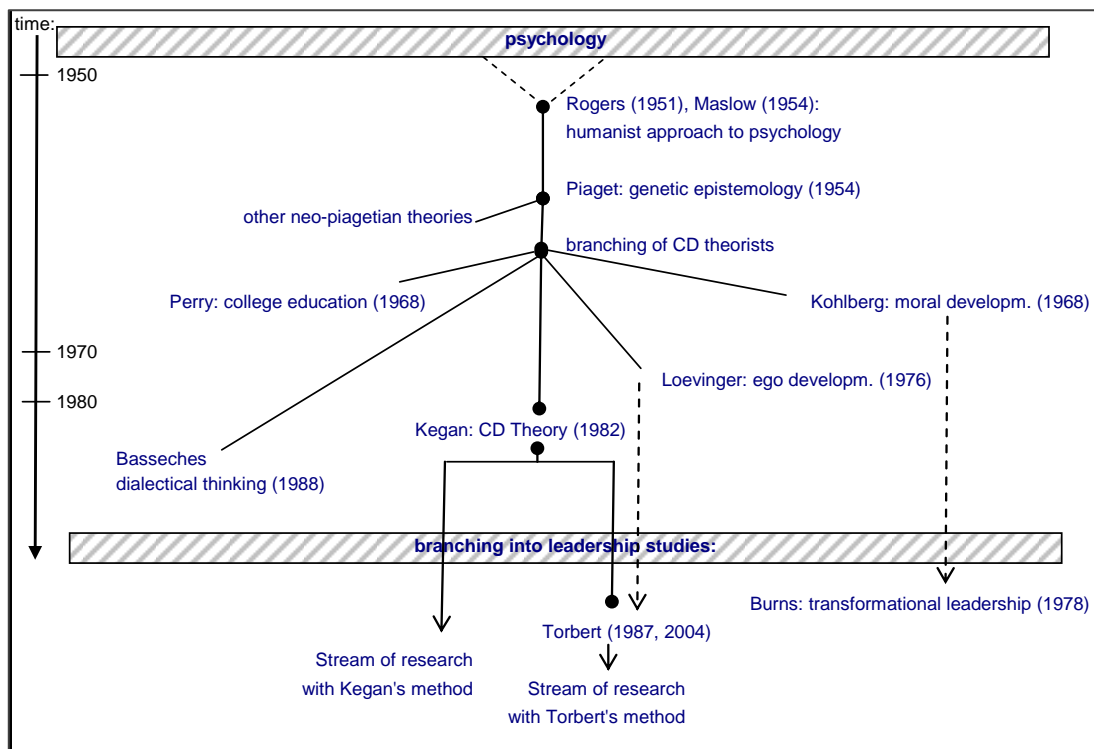 time:
psychology
1950
Rogers (1951), Maslow (1954):
humanist approach to psychology
Piaget: genetic epistemology (1954)
other neo-piagetian theories
branching of CD theorists
Perry: college education (1968)
Kohlberg: moral developm. (1968)
1970
Loevinger: ego developm. (1976)
1980
Kegan: CD Theory (1982)
Basseches
dialectical thinking (1988)
branching into leadership studies:
Burns: transformational leadership (1978)
Torbert (1987, 2004)
Stream of research
with Kegan's method
Stream of research
with Torbert's method